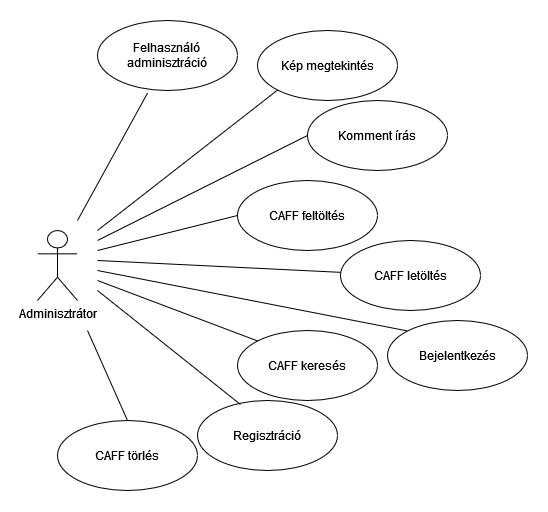 Felhasználó
adminisztráció
Kép megtekintés
Komment írás
CAFF feltöltés
CAFF letöltés
Adminisztrátor
Bejelentkezés
CAFF keresés
Regisztráció
CAFF törlés